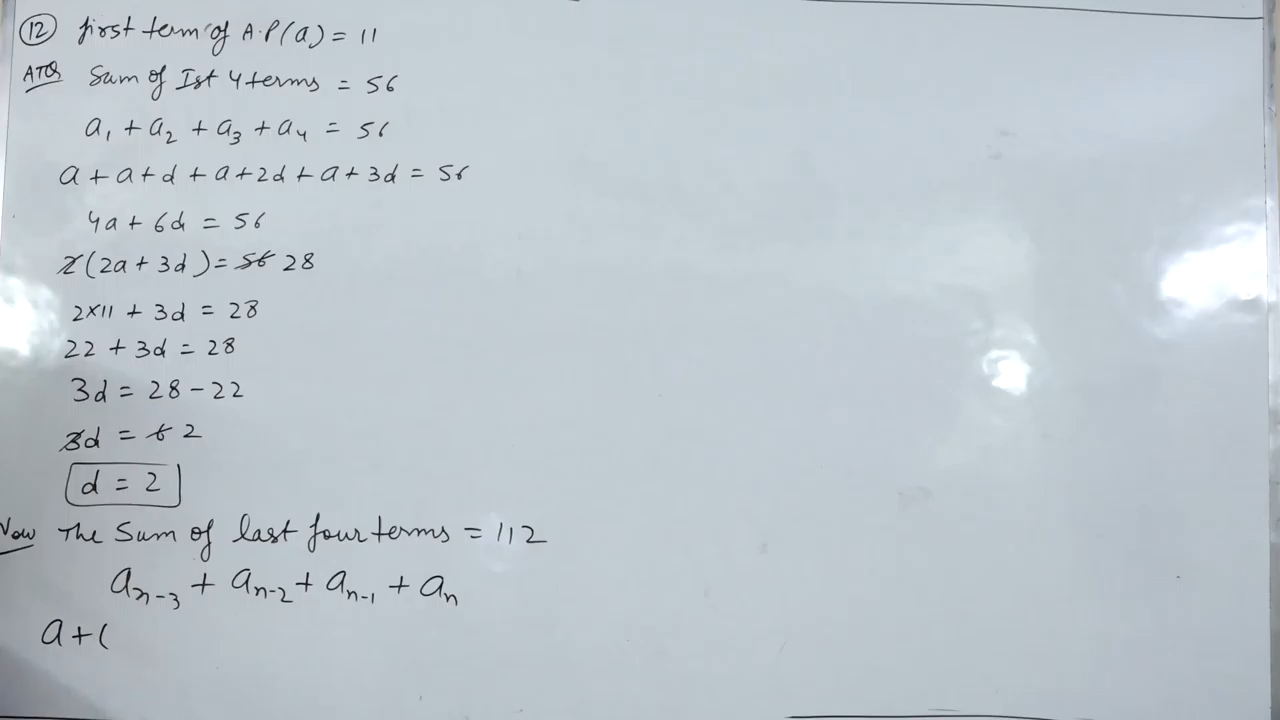 12 first term of A.P (a) = 11
ATQ Sum of Ist 4 terms = 56
a₁ + a₂ + a₃ + a₄ = 56
a + a + d + a + 2d + a + 3d = 56
4a + 6d = 56
2(2a + 3d) = 56 28
2×11 + 3d = 28
22 + 3d = 28
3d = 28 - 22
3d = 6 2
d = 2
Now The Sum of last four terms = 112
aₙ₋₃ + aₙ₋₂ + aₙ₋₁ + aₙ
a + (